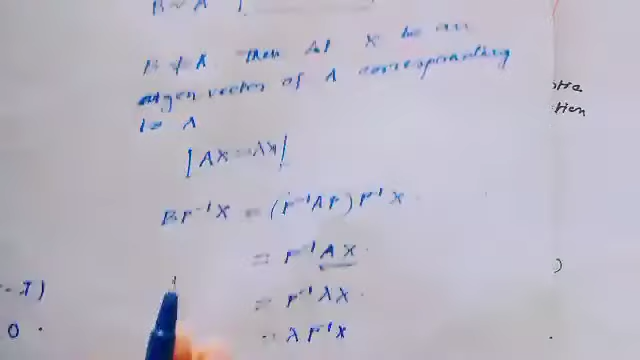 B ~ A
B ≠ A then let X be an
eigen vector of A corresponding
to λ
[AX = λX]
BP⁻¹X = (P⁻¹AP) P⁻¹X
= P⁻¹AX.
= P⁻¹λX.
= λP⁻¹X
0.